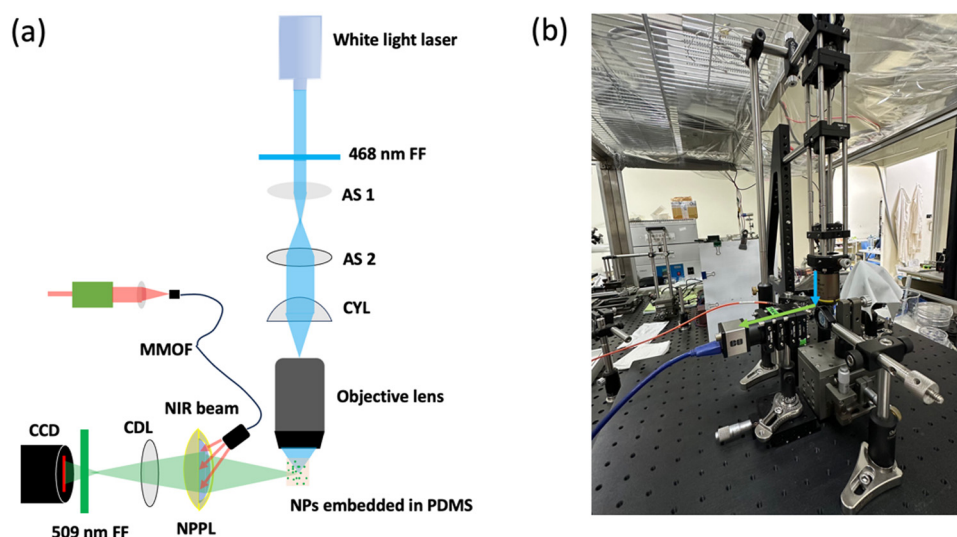 (a)
White light laser
468 nm FF
AS 1
AS 2
CYL
MMOF
Objective lens
NIR beam
CCD
CDL
NPs embedded in PDMS
509 nm FF
NPPL
(b)